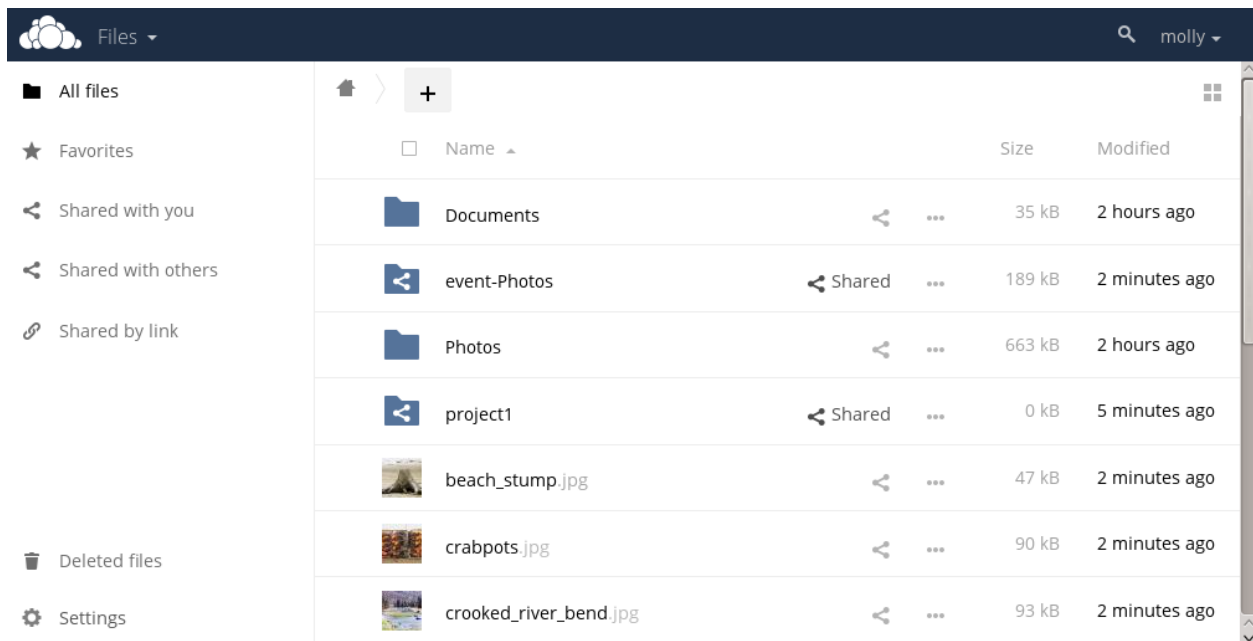 Files
molly
All files
Favorites
Shared with you
Shared with others
Shared by link
Deleted files
Settings
+
Name Size Modified
Documents 35 kB 2 hours ago
event-Photos Shared 189 kB 2 minutes ago
Photos 663 kB 2 hours ago
project1 Shared 0 kB 5 minutes ago
beach_stump.jpg 47 kB 2 minutes ago
crabpots.jpg 90 kB 2 minutes ago
crooked_river_bend.jpg 93 kB 2 minutes ago